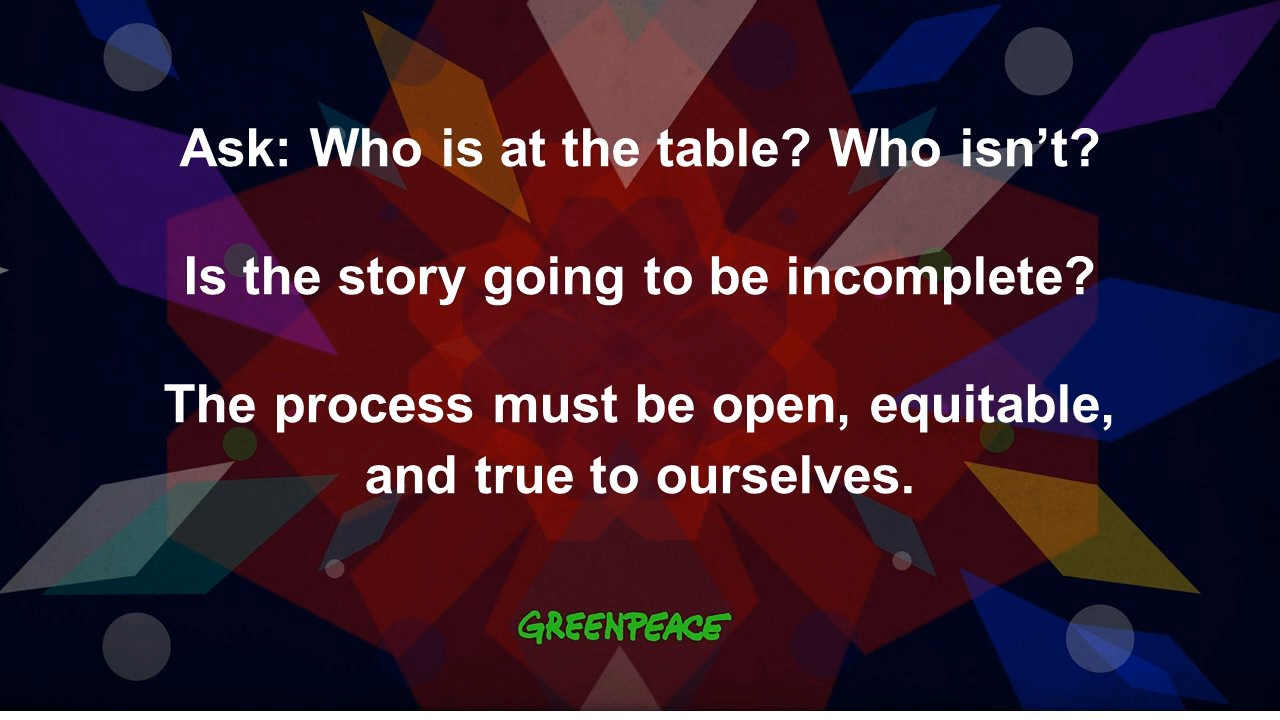 Ask: Who is at the table? Who isn’t?
Is the story going to be incomplete?
The process must be open, equitable,
and true to ourselves.
GREENPEACE